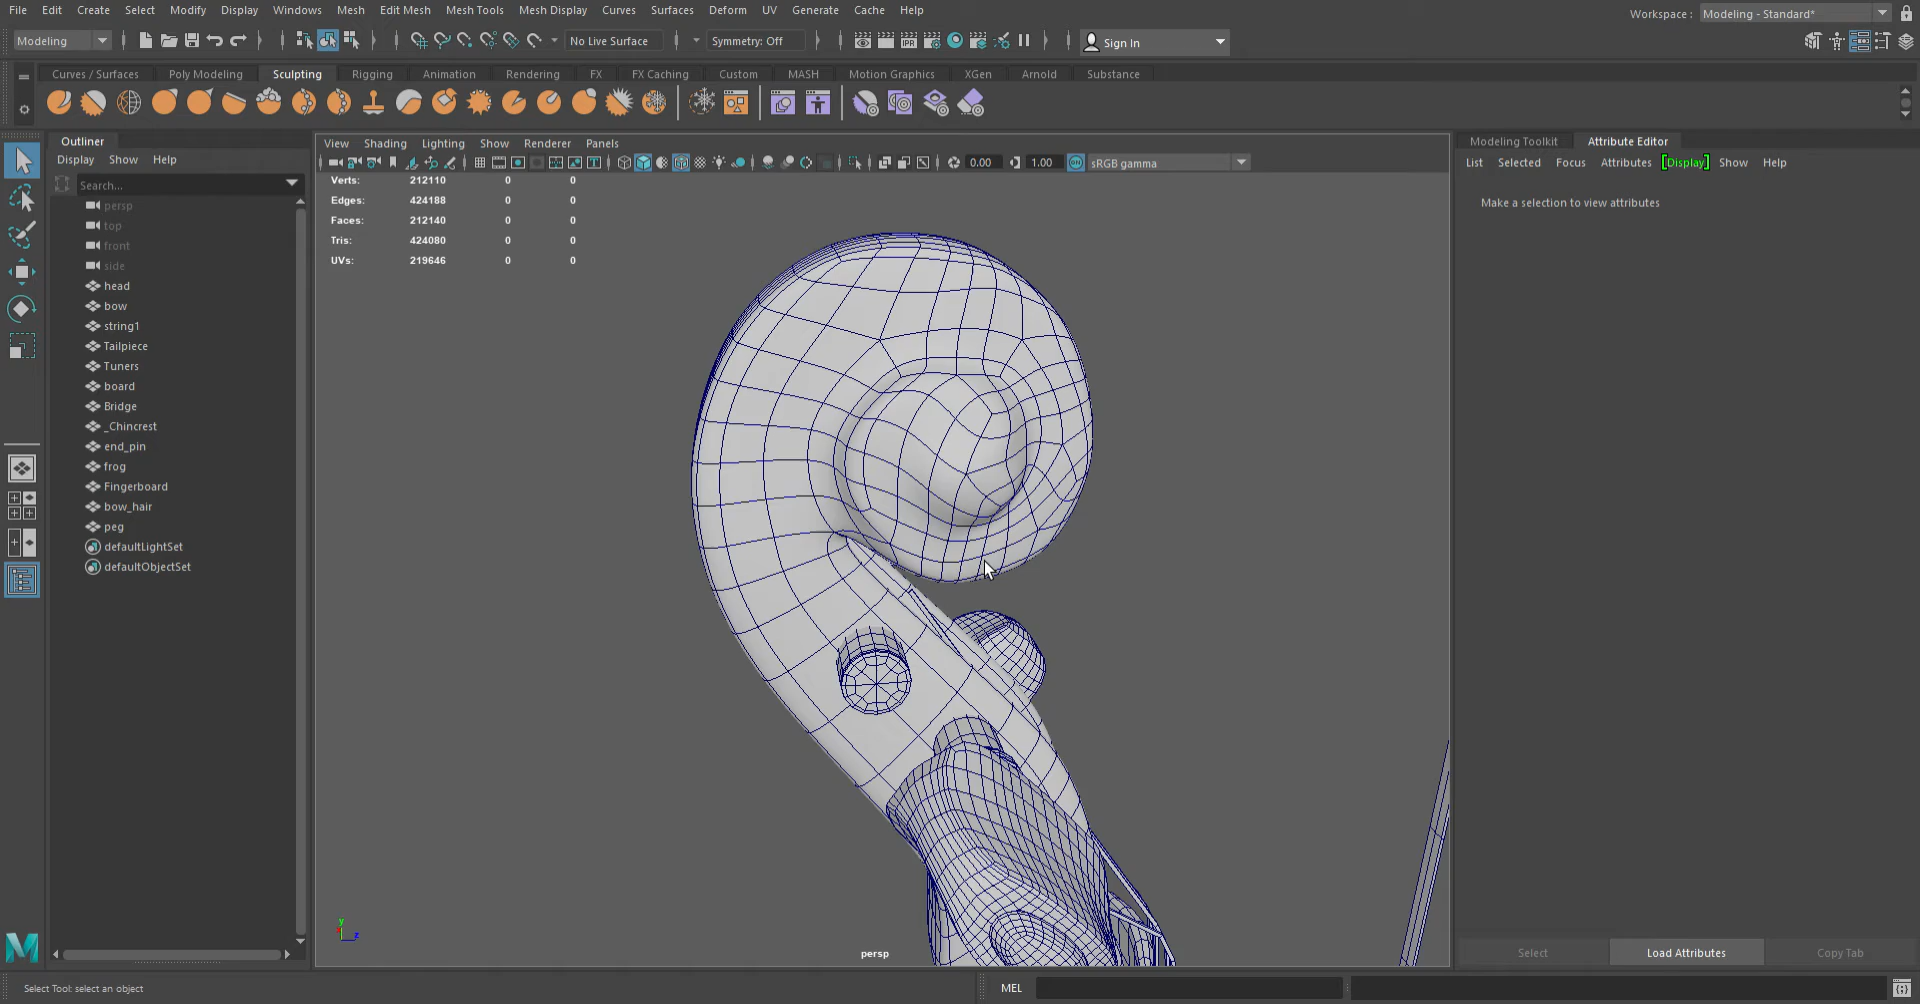 File Edit Create Select Modify Display Windows Mesh Edit Mesh Mesh Tools Mesh Display Curves Surfaces Deform UV Generate Cache Help
Workspace : Modeling - Standard*
Modeling No Live Surface Symmetry: Off IPR Sign In
Curves / Surfaces Poly Modeling Sculpting Rigging Animation Rendering FX FX Caching Custom MASH Motion Graphics XGen Arnold Substance
Outliner
Display Show Help
Search...
persp
top
front
side
head
bow
string1
Tailpiece
Tuners
board
Bridge
_Chincrest
end_pin
frog
Fingerboard
bow_hair
peg
defaultLightSet
defaultObjectSet
View Shading Lighting Show Renderer Panels
0.00 1.00 sRGB gamma
Verts: 212110 0 0
Edges: 424188 0 0
Faces: 212140 0 0
Tris: 424080 0 0
UVs: 219646 0 0
y
z
persp
Modeling Toolkit Attribute Editor
List Selected Focus Attributes [Display] Show Help
Make a selection to view attributes
Select Load Attributes Copy Tab
Select Tool: select an object
MEL